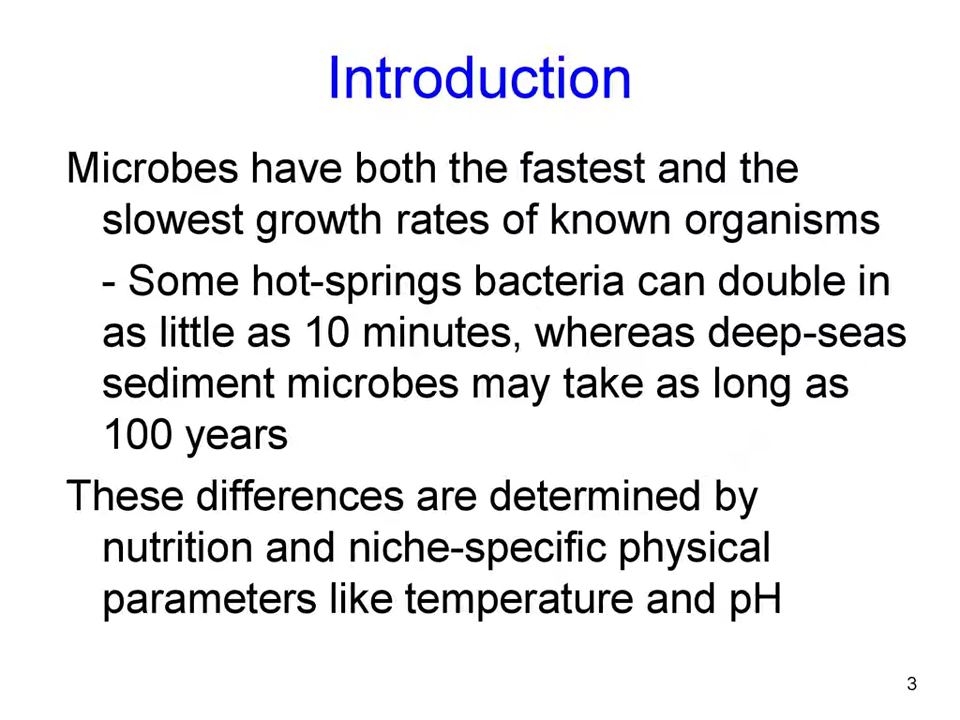 Introduction
Microbes have both the fastest and the
slowest growth rates of known organisms
- Some hot-springs bacteria can double in
as little as 10 minutes, whereas deep-seas
sediment microbes may take as long as
100 years
These differences are determined by
nutrition and niche-specific physical
parameters like temperature and pH
3